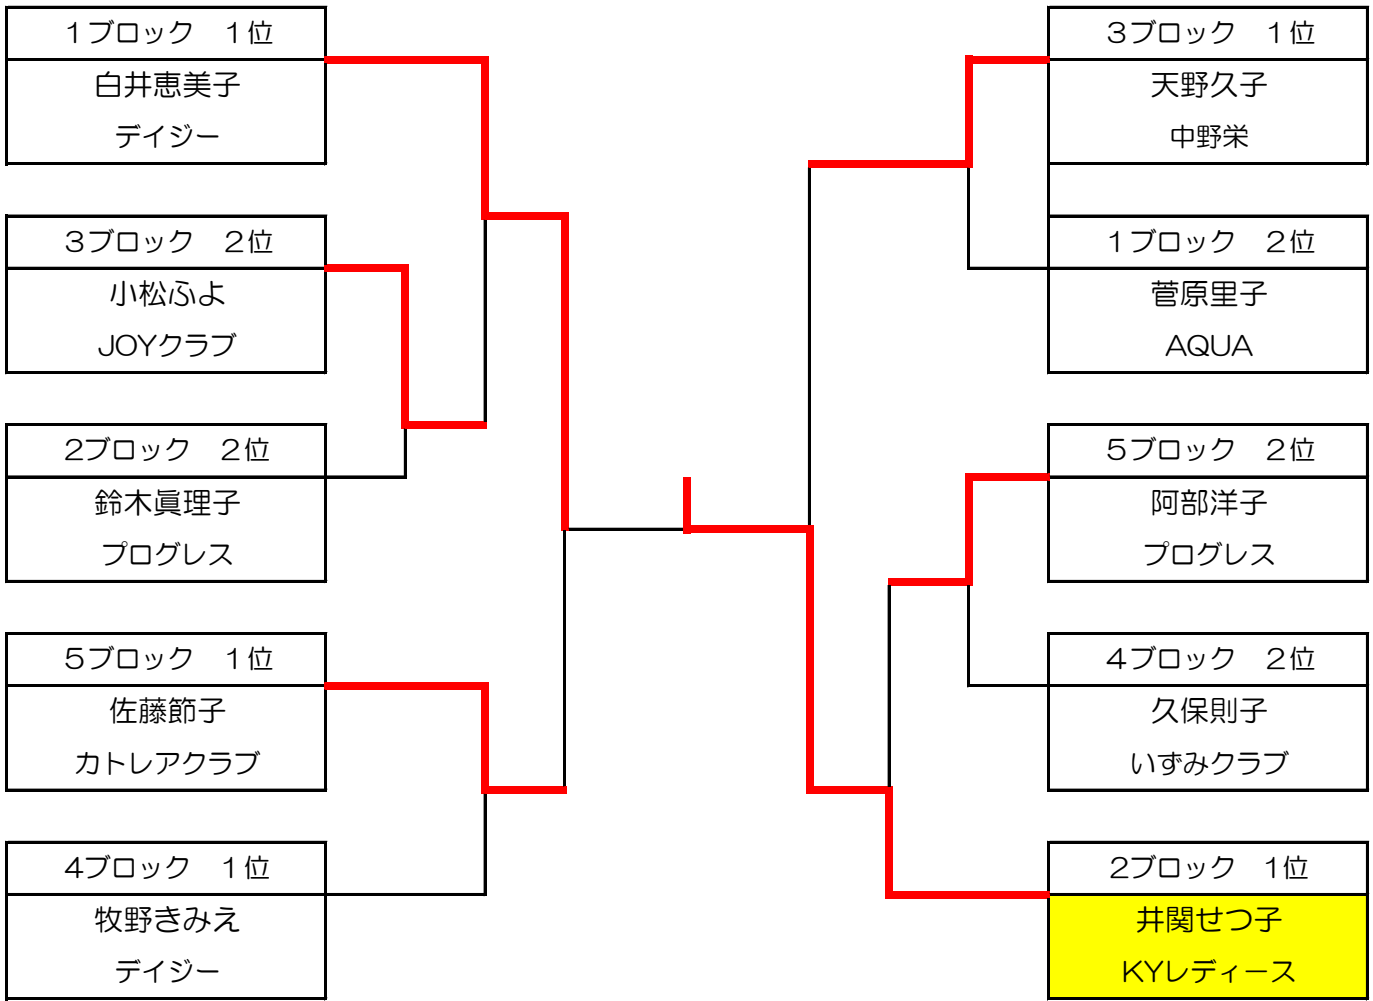 １ブロック　１位
白井恵美子
デイジー
３ブロック　２位
小松ふよ
JOYクラブ
２ブロック　２位
鈴木眞理子
プログレス
５ブロック　１位
佐藤節子
カトレアクラブ
４ブロック　１位
牧野きみえ
デイジー
３ブロック　１位
天野久子
中野栄
１ブロック　２位
菅原里子
AQUA
５ブロック　２位
阿部洋子
プログレス
４ブロック　２位
久保則子
いずみクラブ
２ブロック　１位
井関せつ子
KYレディース